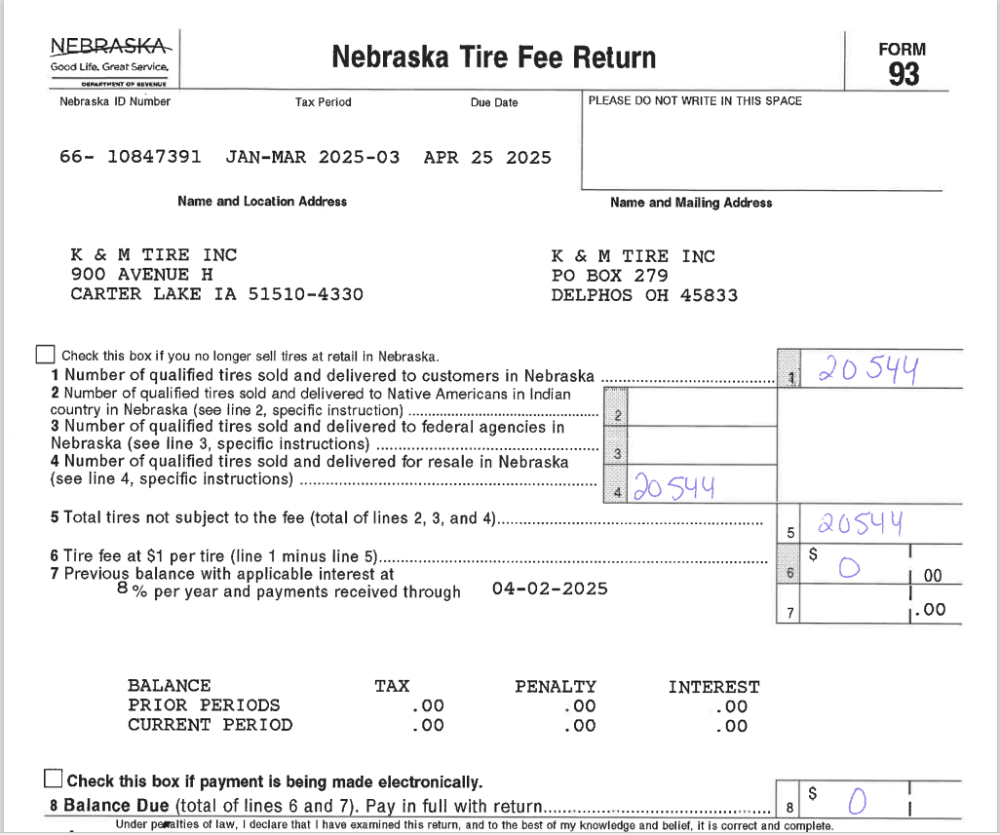 NEBRASKA
Good Life. Great Service.
DEPARTMENT OF REVENUE
Nebraska Tire Fee Return
FORM
93
Nebraska ID Number Tax Period Due Date
PLEASE DO NOT WRITE IN THIS SPACE
66- 10847391 JAN-MAR 2025-03 APR 25 2025
Name and Location Address Name and Mailing Address
K & M TIRE INC
900 AVENUE H
CARTER LAKE IA 51510-4330
K & M TIRE INC
PO BOX 279
DELPHOS OH 45833
Check this box if you no longer sell tires at retail in Nebraska.
1 Number of qualified tires sold and delivered to customers in Nebraska 1 20544
2 Number of qualified tires sold and delivered to Native Americans in Indian
country in Nebraska (see line 2, specific instruction) 2
3 Number of qualified tires sold and delivered to federal agencies in
Nebraska (see line 3, specific instructions) 3
4 Number of qualified tires sold and delivered for resale in Nebraska
(see line 4, specific instructions) 4 20544
5 Total tires not subject to the fee (total of lines 2, 3, and 4) 5 20544
6 Tire fee at $1 per tire (line 1 minus line 5) 6 $ 0 00
7 Previous balance with applicable interest at
8 % per year and payments received through 04-02-2025 7 .00
BALANCE TAX PENALTY INTEREST
PRIOR PERIODS .00 .00 .00
CURRENT PERIOD .00 .00 .00
Check this box if payment is being made electronically.
8 Balance Due (total of lines 6 and 7). Pay in full with return 8 $ 0
Under penalties of law, I declare that I have examined this return, and to the best of my knowledge and belief, it is correct and complete.